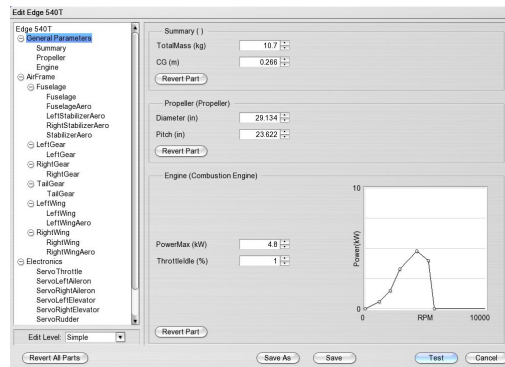 Edit Edge 540T
Edge 540T
General Parameters
Summary
Propeller
Engine
AirFrame
Fuselage
Fuselage
FuselageAero
LeftStabilizerAero
RightStabilizerAero
StabilizerAero
LeftGear
LeftGear
RightGear
RightGear
TailGear
TailGear
LeftWing
LeftWing
LeftWingAero
RightWing
RightWing
RightWingAero
Electronics
ServoThrottle
ServoLeftAileron
ServoRightAileron
ServoLeftElevator
ServoRightElevator
ServoRudder
Edit Level: Simple
Revert All Parts
Summary ( )
TotalMass (kg) 10.7
CG (m) 0.266
Revert Part
Propeller (Propeller)
Diameter (in) 29.134
Pitch (in) 23.622
Revert Part
Engine (Combustion Engine)
PowerMax (kW) 4.8
ThrottleIdle (%) 1
10
Power(kW)
0
0 RPM 10000
Revert Part
Save As
Save
Test
Cancel